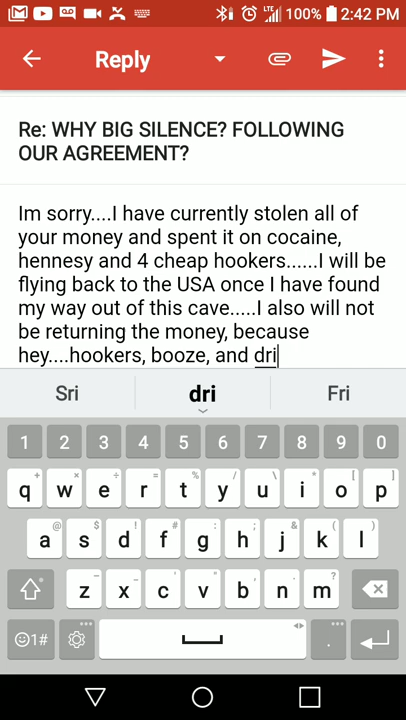 LTE 100% 2:42 PM
Reply
Re: WHY BIG SILENCE? FOLLOWING
OUR AGREEMENT?
Im sorry....I have currently stolen all of
your money and spent it on cocaine,
hennesy and 4 cheap hookers......I will be
flying back to the USA once I have found
my way out of this cave.....I also will not
be returning the money, because
hey....hookers, booze, and dri
Sri dri Fri
1 2 3 4 5 6 7 8 9 0
+ × ÷ = % / \ * [ ]
q w e r t y u i o p
@ $ ! # : ; & ( )
a s d f g h j k l
_ ~ ' " - , ?
z x c v b n m
1#
.